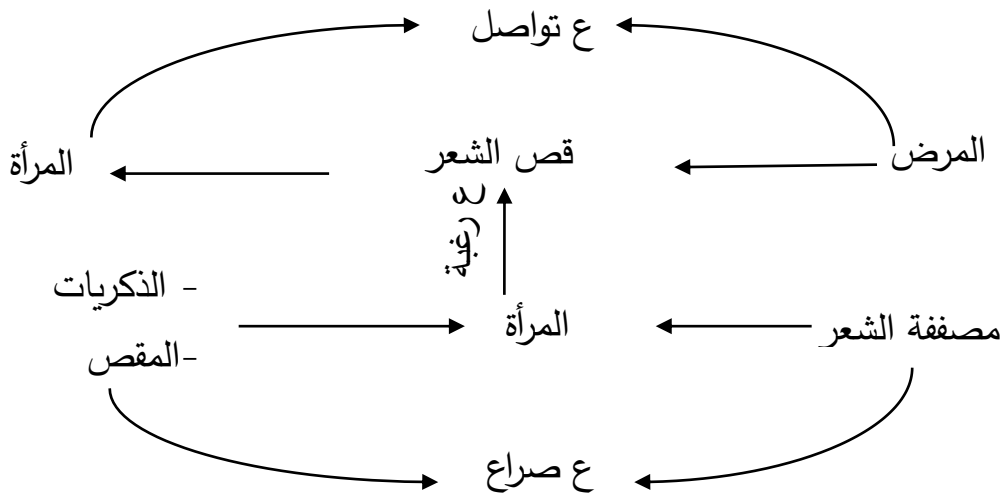 ع تواصل
المرض
قص الشعر
المرأة
ع رغبة
- الذكريات
المرأة
مصففة الشعر
-المقص
ع صراع